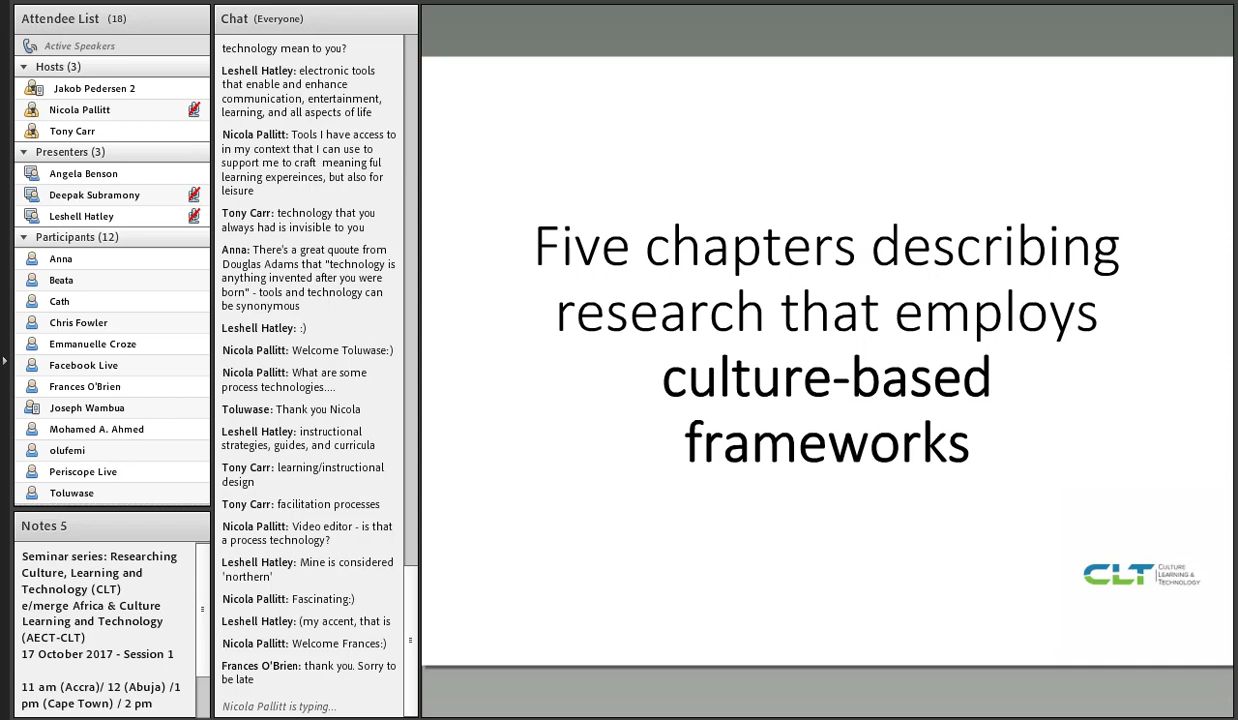 Attendee List (18)
Active Speakers
Hosts (3)
Jakob Pedersen 2
Nicola Pallitt
Tony Carr
Presenters (3)
Angela Benson
Deepak Subramony
Leshell Hatley
Participants (12)
Anna
Beata
Cath
Chris Fowler
Emmanuelle Croze
Facebook Live
Frances O'Brien
Joseph Wambua
Mohamed A. Ahmed
olufemi
Periscope Live
Toluwase
Notes 5
Seminar series: Researching
Culture, Learning and
Technology (CLT)
e/merge Africa & Culture
Learning and Technology
(AECT-CLT)
17 October 2017 - Session 1
11 am (Accra)/ 12 (Abuja) /1
pm (Cape Town) / 2 pm
Chat (Everyone)
technology mean to you?
Leshell Hatley: electronic tools
that enable and enhance
communication, entertainment,
learning, and all aspects of life
Nicola Pallitt: Tools I have access to
in my context that I can use to
support me to craft meaning ful
learning expereinces, but also for
leisure
Tony Carr: technology that you
always had is invisible to you
Anna: There's a great quoute from
Douglas Adams that "technology is
anything invented after you were
born" - tools and technology can
be synonymous
Leshell Hatley: :)
Nicola Pallitt: Welcome Toluwase:)
Nicola Pallitt: What are some
process technologies....
Toluwase: Thank you Nicola
Leshell Hatley: instructional
strategies, guides, and curricula
Tony Carr: learning/instructional
design
Tony Carr: facilitation processes
Nicola Pallitt: Video editor - is that
a process technology?
Leshell Hatley: Mine is considered
'northern'
Nicola Pallitt: Fascinating:)
Leshell Hatley: (my accent, that is
Nicola Pallitt: Welcome Frances:)
Frances O'Brien: thank you. Sorry to
be late
Nicola Pallitt is typing...
Five chapters describing
research that employs
culture-based
frameworks
CLT
CULTURE
LEARNING &
TECHNOLOGY